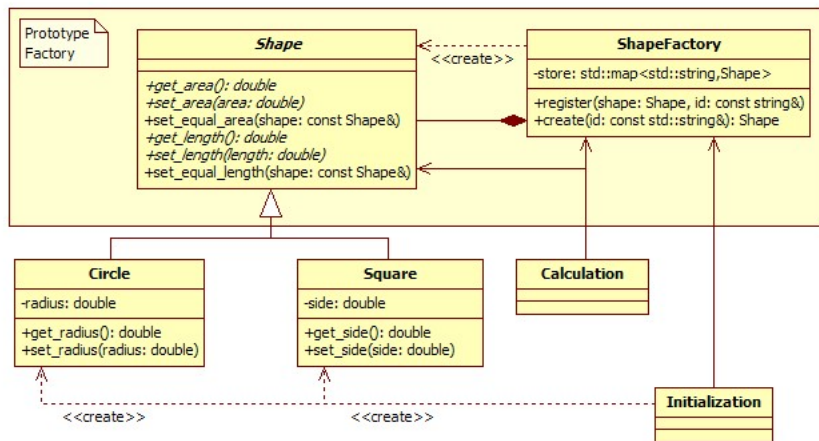 Prototype
Factory
Shape
+get_area(): double
+set_area(area: double)
+set_equal_area(shape: const Shape&)
+get_length(): double
+set_length(length: double)
+set_equal_length(shape: const Shape&)
<<create>>
ShapeFactory
-store: std::map<std::string,Shape>
+register(shape: Shape, id: const string&)
+create(id: const std::string&): Shape
Circle
-radius: double
+get_radius(): double
+set_radius(radius: double)
Square
-side: double
+get_side(): double
+set_side(side: double)
Calculation
<<create>>
<<create>>
Initialization